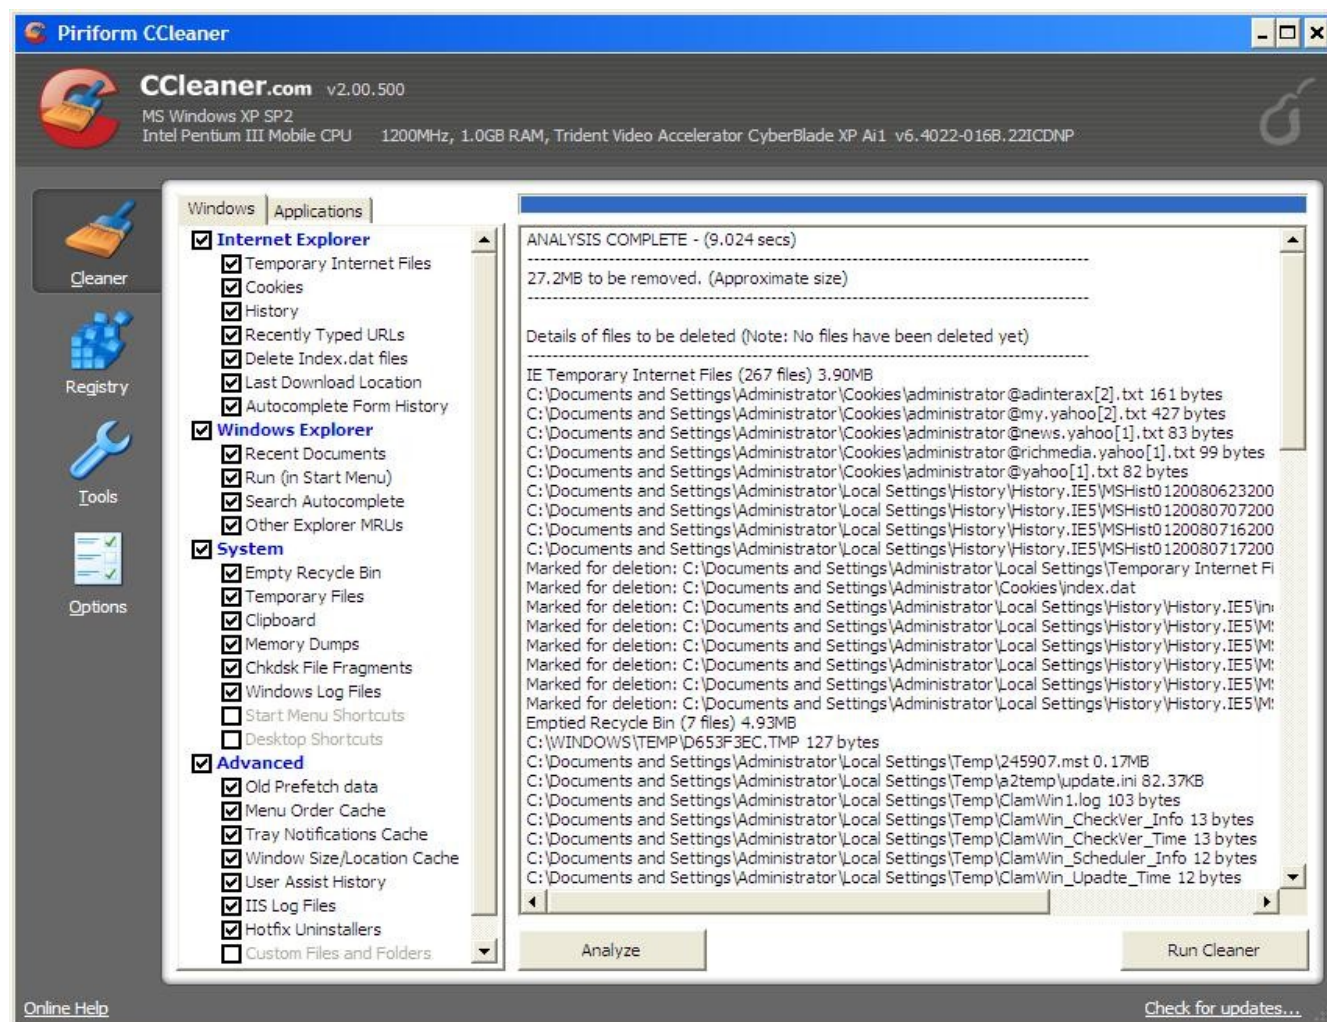 Piriform CCleaner
CCleaner.com v2.00.500
MS Windows XP SP2
Intel Pentium III Mobile CPU 1200MHz, 1.0GB RAM, Trident Video Accelerator CyberBlade XP Ai1 v6.4022-016B.22ICDNP
Cleaner
Registry
Tools
Options
Windows
Applications
Internet Explorer
Temporary Internet Files
Cookies
History
Recently Typed URLs
Delete Index.dat files
Last Download Location
Autocomplete Form History
Windows Explorer
Recent Documents
Run (in Start Menu)
Search Autocomplete
Other Explorer MRUs
System
Empty Recycle Bin
Temporary Files
Clipboard
Memory Dumps
Chkdsk File Fragments
Windows Log Files
Start Menu Shortcuts
Desktop Shortcuts
Advanced
Old Prefetch data
Menu Order Cache
Tray Notifications Cache
Window Size/Location Cache
User Assist History
IIS Log Files
Hotfix Uninstallers
Custom Files and Folders
ANALYSIS COMPLETE - (9.024 secs)
27.2MB to be removed. (Approximate size)
Details of files to be deleted (Note: No files have been deleted yet)
IE Temporary Internet Files (267 files) 3.90MB
C:\Documents and Settings\Administrator\Cookies\administrator@adinterax[2].txt 161 bytes
C:\Documents and Settings\Administrator\Cookies\administrator@my.yahoo[2].txt 427 bytes
C:\Documents and Settings\Administrator\Cookies\administrator@news.yahoo[1].txt 83 bytes
C:\Documents and Settings\Administrator\Cookies\administrator@richmedia.yahoo[1].txt 99 bytes
C:\Documents and Settings\Administrator\Cookies\administrator@yahoo[1].txt 82 bytes
C:\Documents and Settings\Administrator\Local Settings\History\History.IE5\MSHist0120080623200
C:\Documents and Settings\Administrator\Local Settings\History\History.IE5\MSHist0120080707200
C:\Documents and Settings\Administrator\Local Settings\History\History.IE5\MSHist0120080716200
C:\Documents and Settings\Administrator\Local Settings\History\History.IE5\MSHist0120080717200
Marked for deletion: C:\Documents and Settings\Administrator\Local Settings\Temporary Internet Fi
Marked for deletion: C:\Documents and Settings\Administrator\Cookies\index.dat
Marked for deletion: C:\Documents and Settings\Administrator\Local Settings\History\History.IE5\in
Marked for deletion: C:\Documents and Settings\Administrator\Local Settings\History\History.IE5\M
Marked for deletion: C:\Documents and Settings\Administrator\Local Settings\History\History.IE5\M
Marked for deletion: C:\Documents and Settings\Administrator\Local Settings\History\History.IE5\M
Marked for deletion: C:\Documents and Settings\Administrator\Local Settings\History\History.IE5\M
Marked for deletion: C:\Documents and Settings\Administrator\Local Settings\History\History.IE5\M
Emptied Recycle Bin (7 files) 4.93MB
C:\WINDOWS\TEMP\D653F3EC.TMP 127 bytes
C:\Documents and Settings\Administrator\Local Settings\Temp\245907.mst 0.17MB
C:\Documents and Settings\Administrator\Local Settings\Temp\a2temp\update.ini 82.37KB
C:\Documents and Settings\Administrator\Local Settings\Temp\ClamWin1.log 103 bytes
C:\Documents and Settings\Administrator\Local Settings\Temp\ClamWin_CheckVer_Info 13 bytes
C:\Documents and Settings\Administrator\Local Settings\Temp\ClamWin_CheckVer_Time 13 bytes
C:\Documents and Settings\Administrator\Local Settings\Temp\ClamWin_Scheduler_Info 12 bytes
C:\Documents and Settings\Administrator\Local Settings\Temp\ClamWin_Upadte_Time 12 bytes
Analyze
Run Cleaner
Online Help
Check for updates...